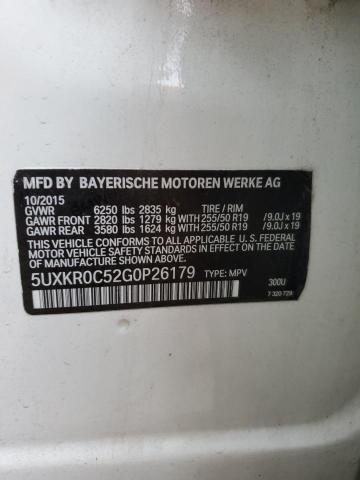 MFD BY BAYERISCHE MOTOREN WERKE AG
10/2015
GVWR 6250 lbs 2835 kg TIRE / RIM
GAWR FRONT 2820 lbs 1279 kg WITH 255/50 R19 /9.0J x 19
GAWR REAR 3580 lbs 1624 kg WITH 255/50 R19 /9.0J x 19
THIS VEHICLE CONFORMS TO ALL APPLICABLE U.S. FEDERAL
MOTOR VEHICLE SAFETY STANDARDS IN EFFECT ON THE
DATE OF MANUFACTURE SHOWN ABOVE.
5UXKR0C52G0P26179 TYPE: MPV 300U
7 320 729